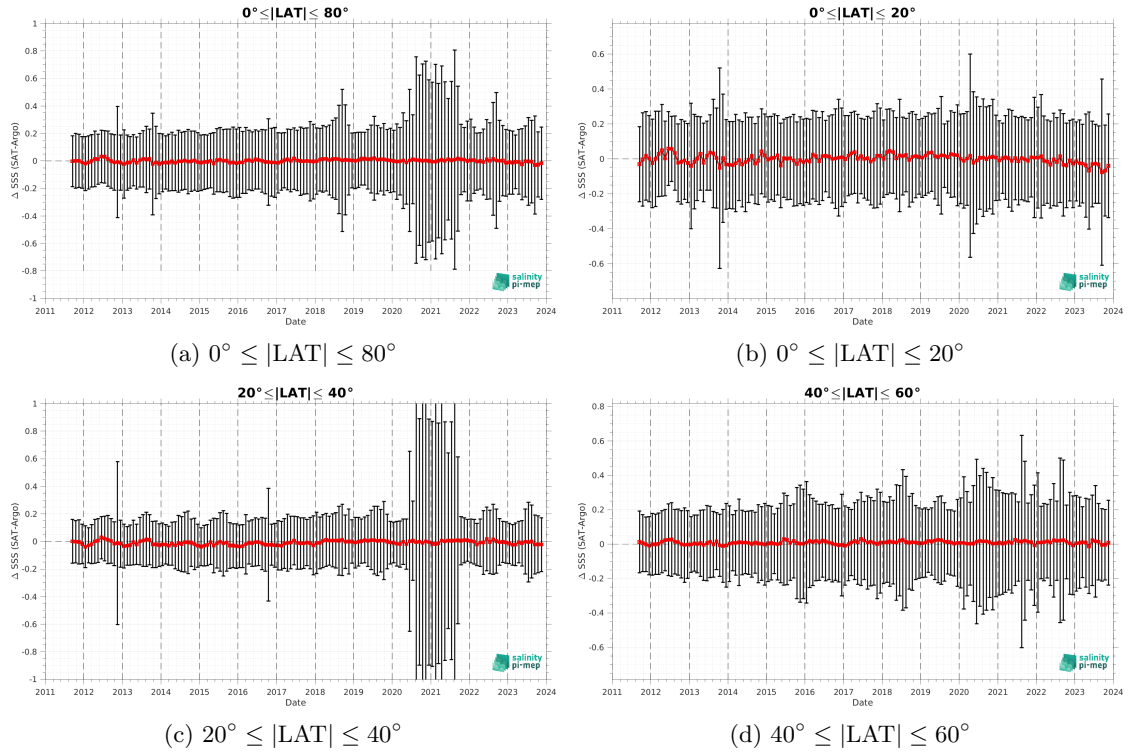 0°≤|LAT|≤ 80°
Δ SSS (SAT-Argo)
1
0.8
0.6
0.4
0.2
0
-0.2
-0.4
-0.6
-0.8
-1
2011 2012 2013 2014 2015 2016 2017 2018 2019 2020 2021 2022 2023 2024
Date
salinity
pi-mep
(a) 0° ≤ |LAT| ≤ 80°
0°≤|LAT|≤ 20°
Δ SSS (SAT-Argo)
0.6
0.4
0.2
0
-0.2
-0.4
-0.6
2011 2012 2013 2014 2015 2016 2017 2018 2019 2020 2021 2022 2023 2024
Date
salinity
pi-mep
(b) 0° ≤ |LAT| ≤ 20°
20°≤|LAT|≤ 40°
Δ SSS (SAT-Argo)
1
0.8
0.6
0.4
0.2
0
-0.2
-0.4
-0.6
-0.8
-1
2011 2012 2013 2014 2015 2016 2017 2018 2019 2020 2021 2022 2023 2024
Date
salinity
pi-mep
(c) 20° ≤ |LAT| ≤ 40°
40°≤|LAT|≤ 60°
Δ SSS (SAT-Argo)
0.8
0.6
0.4
0.2
0
-0.2
-0.4
-0.6
2011 2012 2013 2014 2015 2016 2017 2018 2019 2020 2021 2022 2023 2024
Date
salinity
pi-mep
(d) 40° ≤ |LAT| ≤ 60°